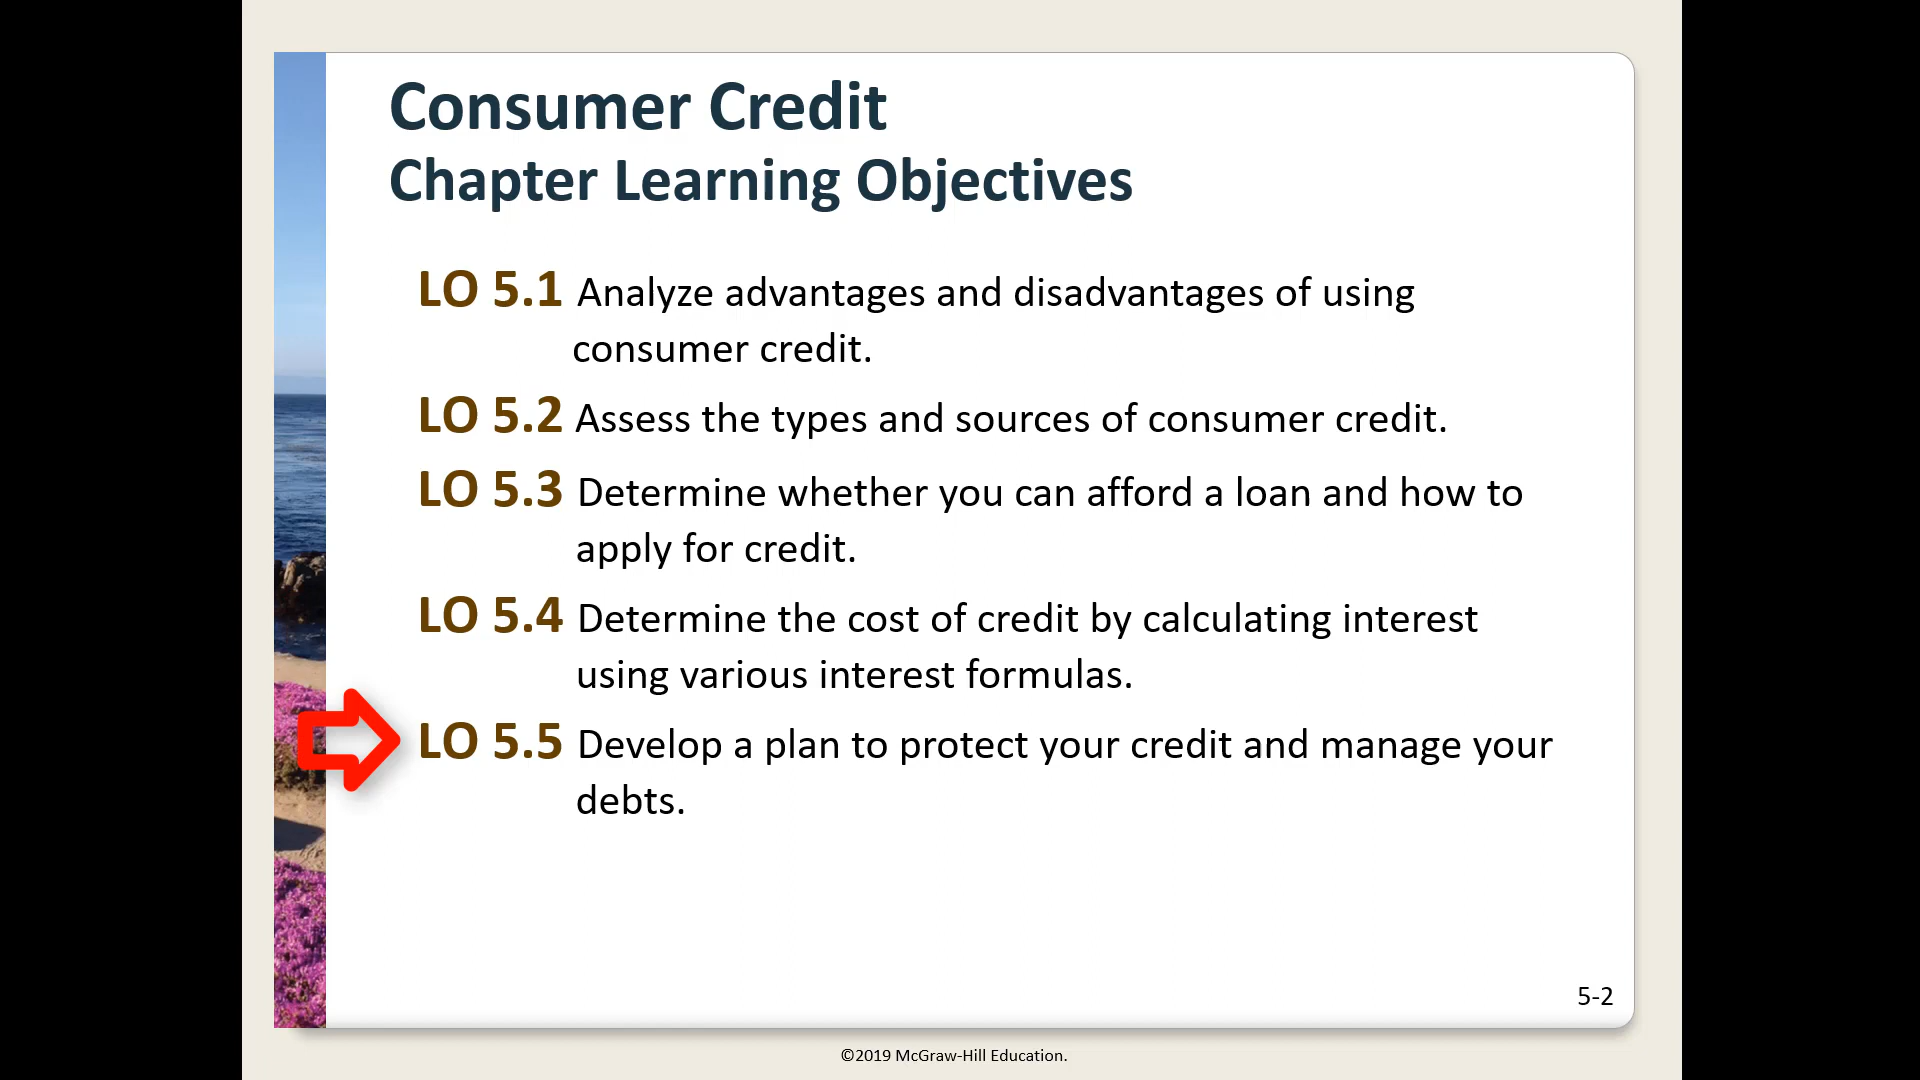 Consumer Credit
Chapter Learning Objectives
LO 5.1 Analyze advantages and disadvantages of using
consumer credit.
LO 5.2 Assess the types and sources of consumer credit.
LO 5.3 Determine whether you can afford a loan and how to
apply for credit.
LO 5.4 Determine the cost of credit by calculating interest
using various interest formulas.
LO 5.5 Develop a plan to protect your credit and manage your
debts.
5-2
©2019 McGraw-Hill Education.